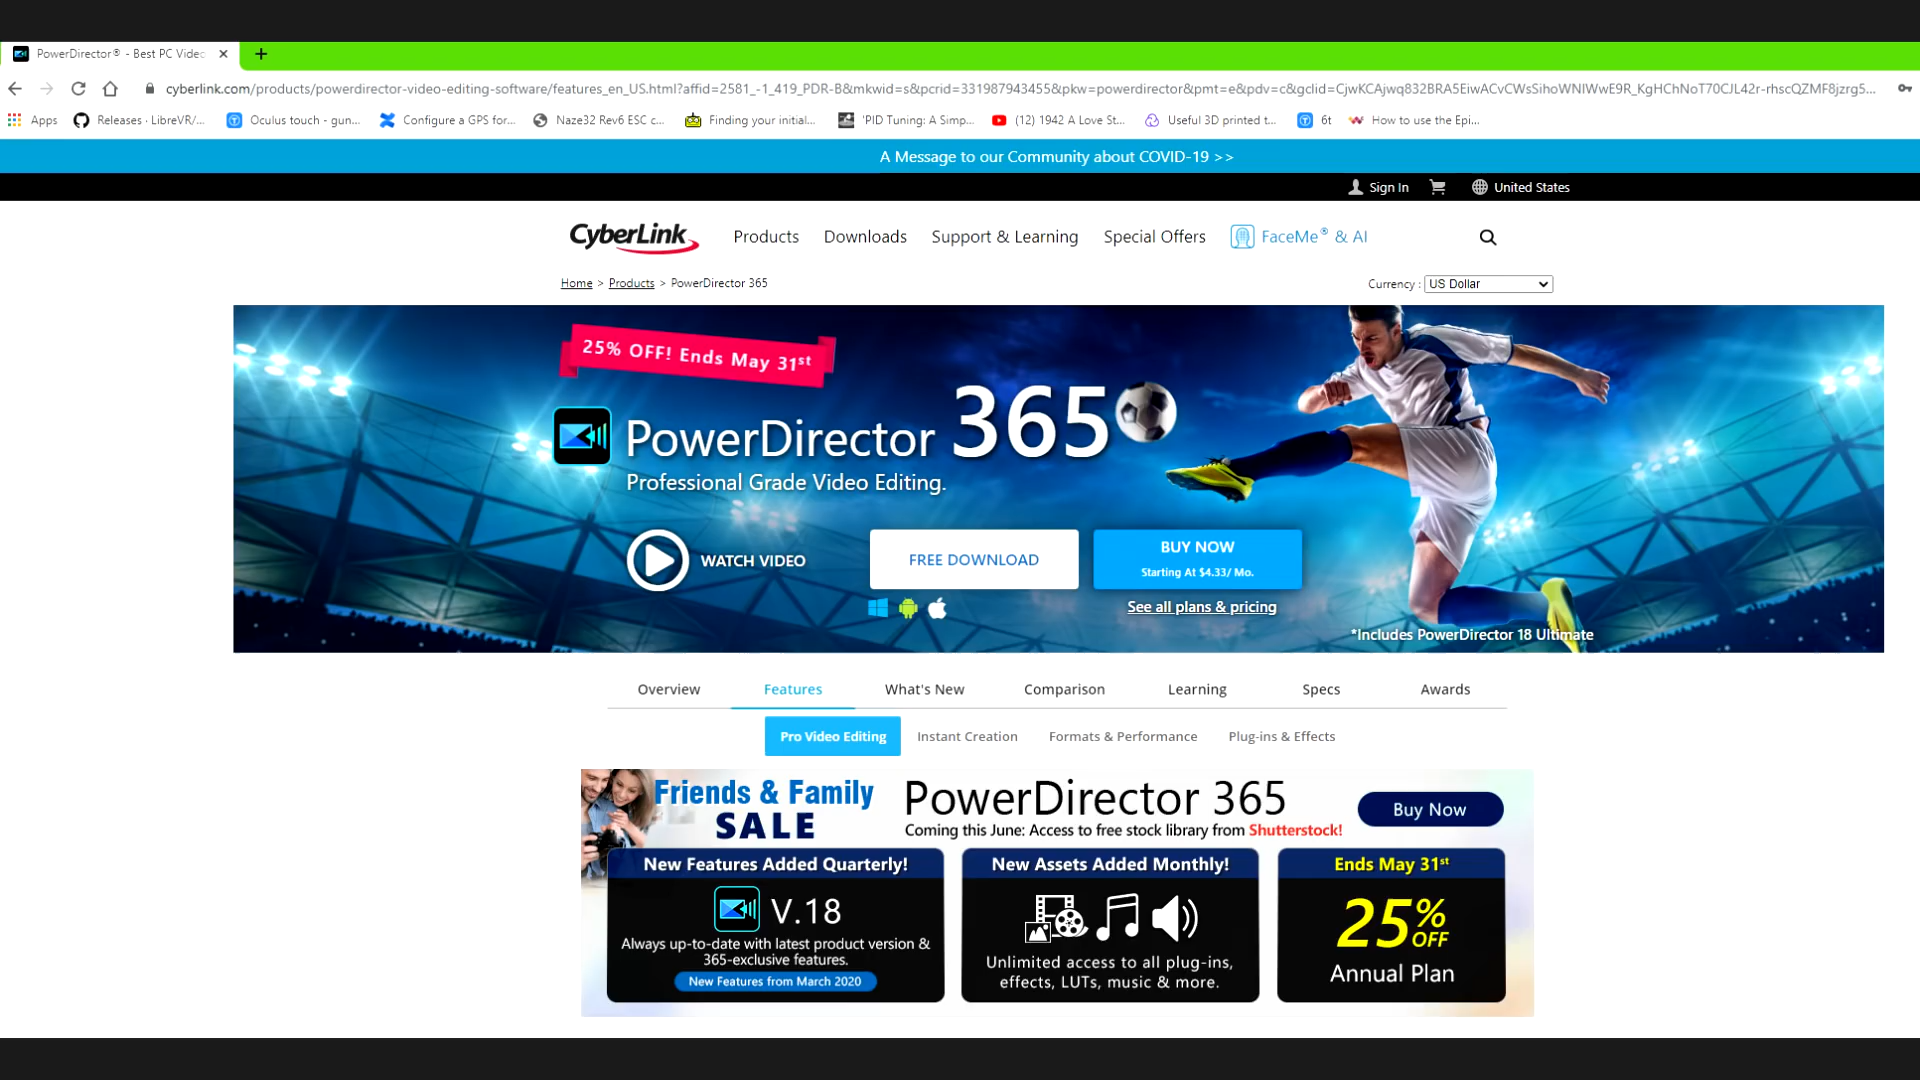 PowerDirector® - Best PC Video
cyberlink.com/products/powerdirector-video-editing-software/features_en_US.html?affid=2581_-1_419_PDR-B&mkwid=s&pcrid=331987943455&pkw=powerdirector&pmt=e&pdv=c&gclid=CjwKCAjwq832BRA5EiwACvCWsSihoWNIWwE9R_KgHChNoT70CJL42r-rhscQZMF8jzrg5...
Apps Releases · LibreVR/... Oculus touch - gun... Configure a GPS for... Naze32 Rev6 ESC c... Finding your initial... 'PID Tuning: A Simp... (12) 1942 A Love St... Useful 3D printed t... 6t How to use the Epi...
A Message to our Community about COVID-19 >>
Sign In United States
CyberLink Products Downloads Support & Learning Special Offers FaceMe® & AI
Home > Products > PowerDirector 365 Currency : US Dollar
25% OFF! Ends May 31st
PowerDirector 365
Professional Grade Video Editing.
WATCH VIDEO FREE DOWNLOAD BUY NOW
Starting At $4.33/ Mo.
See all plans & pricing
*Includes PowerDirector 18 Ultimate
Overview Features What's New Comparison Learning Specs Awards
Pro Video Editing Instant Creation Formats & Performance Plug-ins & Effects
Friends & Family
SALE
PowerDirector 365
Coming this June: Access to free stock library from Shutterstock!
Buy Now
New Features Added Quarterly!
V.18
Always up-to-date with latest product version &
365-exclusive features.
New Features from March 2020
New Assets Added Monthly!
Unlimited access to all plug-ins,
effects, LUTs, music & more.
Ends May 31st
25% OFF
Annual Plan